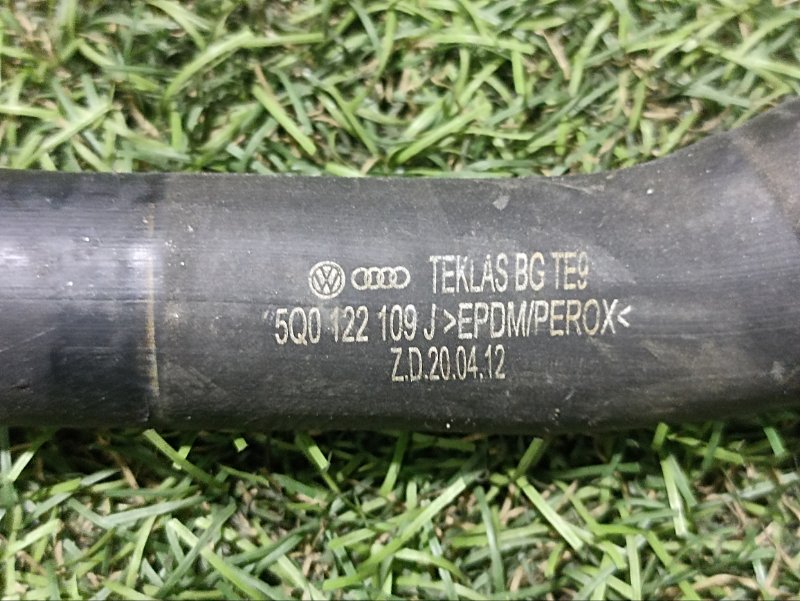 TEKLAS BG TE9
5Q0 122 109 J >EPDM/PEROX<
Z.D.20.04.12